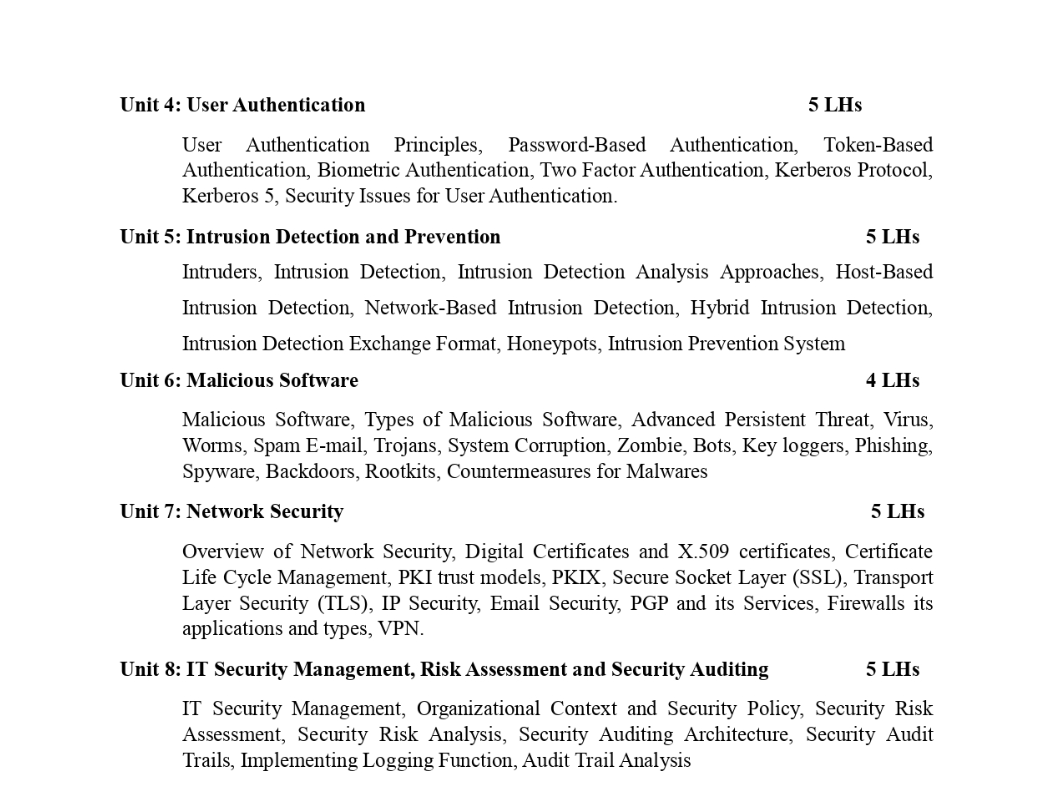 Unit 4: User Authentication 5 LHs
User Authentication Principles, Password-Based Authentication, Token-Based
Authentication, Biometric Authentication, Two Factor Authentication, Kerberos Protocol,
Kerberos 5, Security Issues for User Authentication.
Unit 5: Intrusion Detection and Prevention 5 LHs
Intruders, Intrusion Detection, Intrusion Detection Analysis Approaches, Host-Based
Intrusion Detection, Network-Based Intrusion Detection, Hybrid Intrusion Detection,
Intrusion Detection Exchange Format, Honeypots, Intrusion Prevention System
Unit 6: Malicious Software 4 LHs
Malicious Software, Types of Malicious Software, Advanced Persistent Threat, Virus,
Worms, Spam E-mail, Trojans, System Corruption, Zombie, Bots, Key loggers, Phishing,
Spyware, Backdoors, Rootkits, Countermeasures for Malwares
Unit 7: Network Security 5 LHs
Overview of Network Security, Digital Certificates and X.509 certificates, Certificate
Life Cycle Management, PKI trust models, PKIX, Secure Socket Layer (SSL), Transport
Layer Security (TLS), IP Security, Email Security, PGP and its Services, Firewalls its
applications and types, VPN.
Unit 8: IT Security Management, Risk Assessment and Security Auditing 5 LHs
IT Security Management, Organizational Context and Security Policy, Security Risk
Assessment, Security Risk Analysis, Security Auditing Architecture, Security Audit
Trails, Implementing Logging Function, Audit Trail Analysis